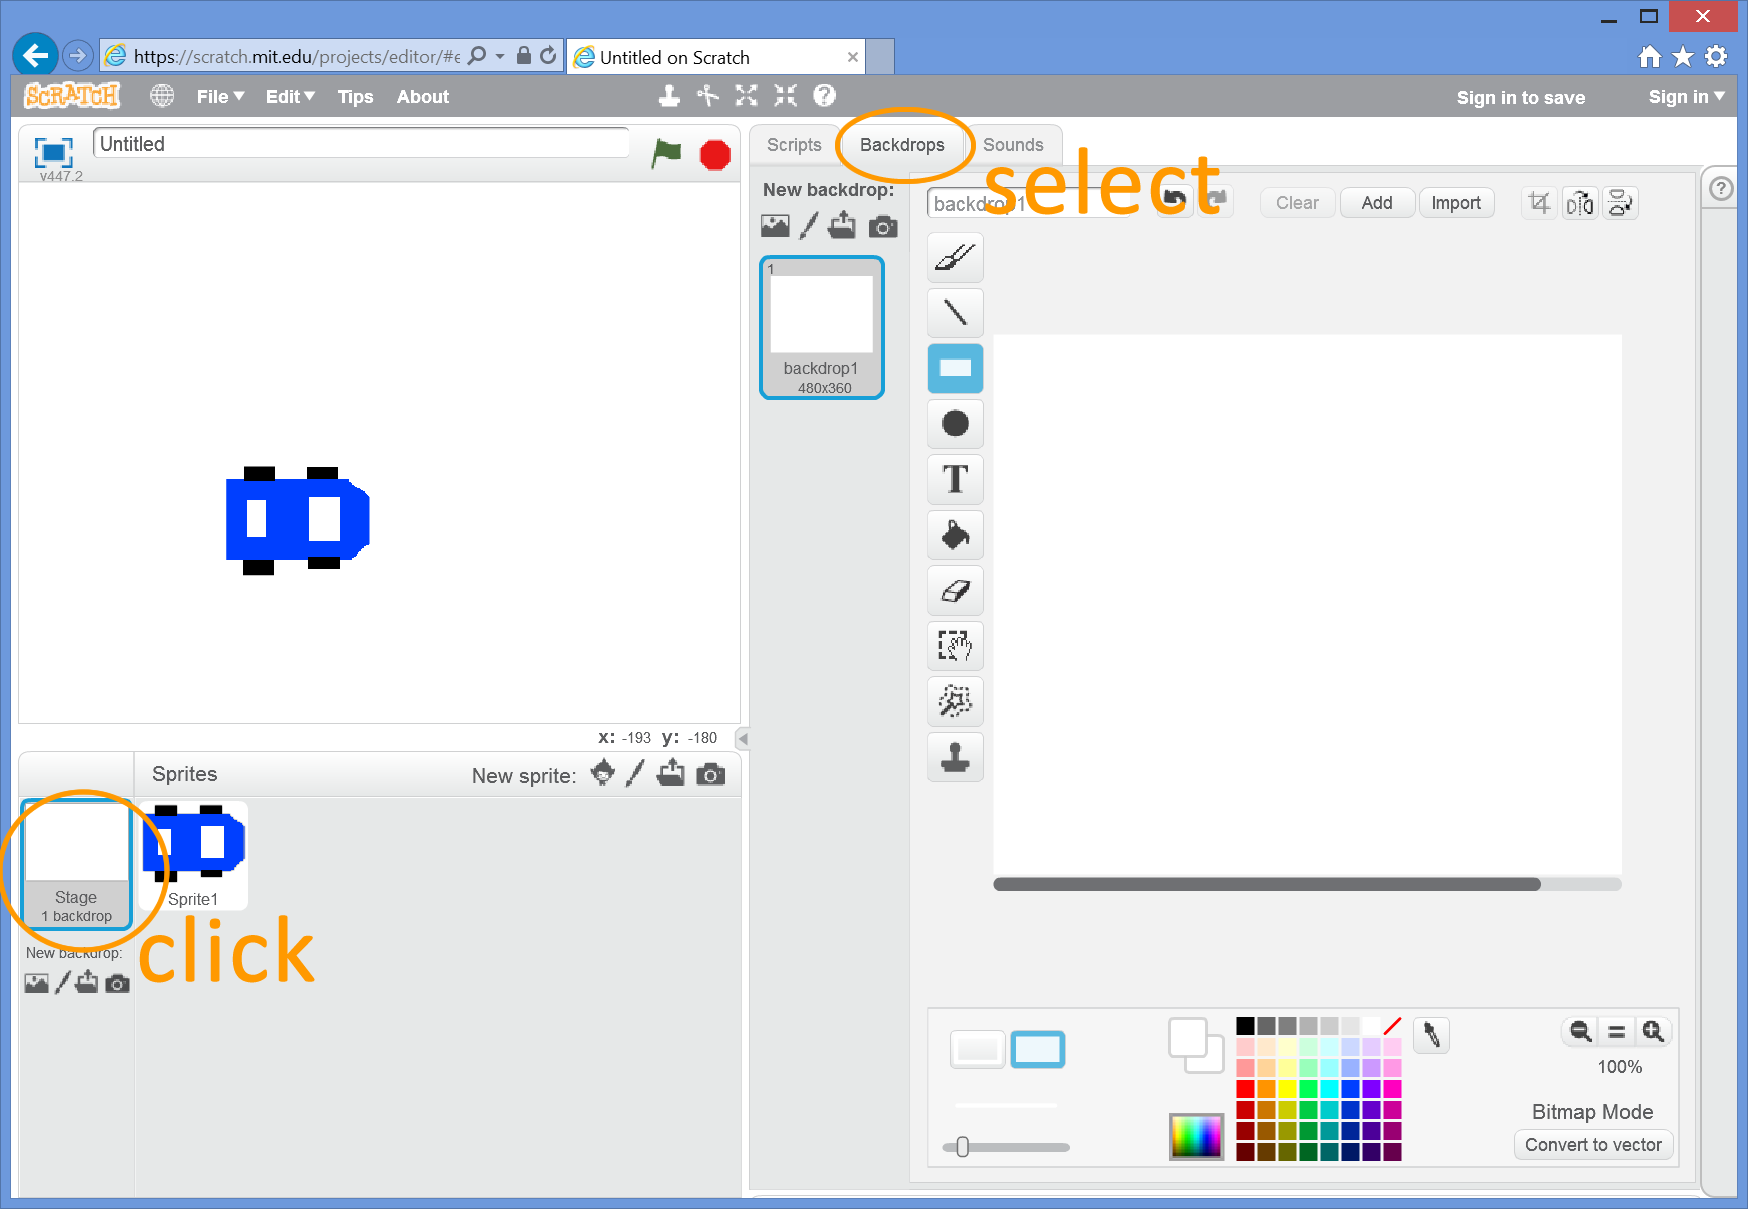 https://scratch.mit.edu/projects/editor/#e
Untitled on Scratch
SCRATCH
File
Edit
Tips
About
Sign in to save
Sign in
Untitled
v447.2
Scripts
Backdrops
Sounds
select
New backdrop:
backdrop1
Clear
Add
Import
1
backdrop1
480x360
T
x: -193 y: -180
Sprites
New sprite:
Stage
1 backdrop
Sprite1
click
New backdrop:
100%
Bitmap Mode
Convert to vector